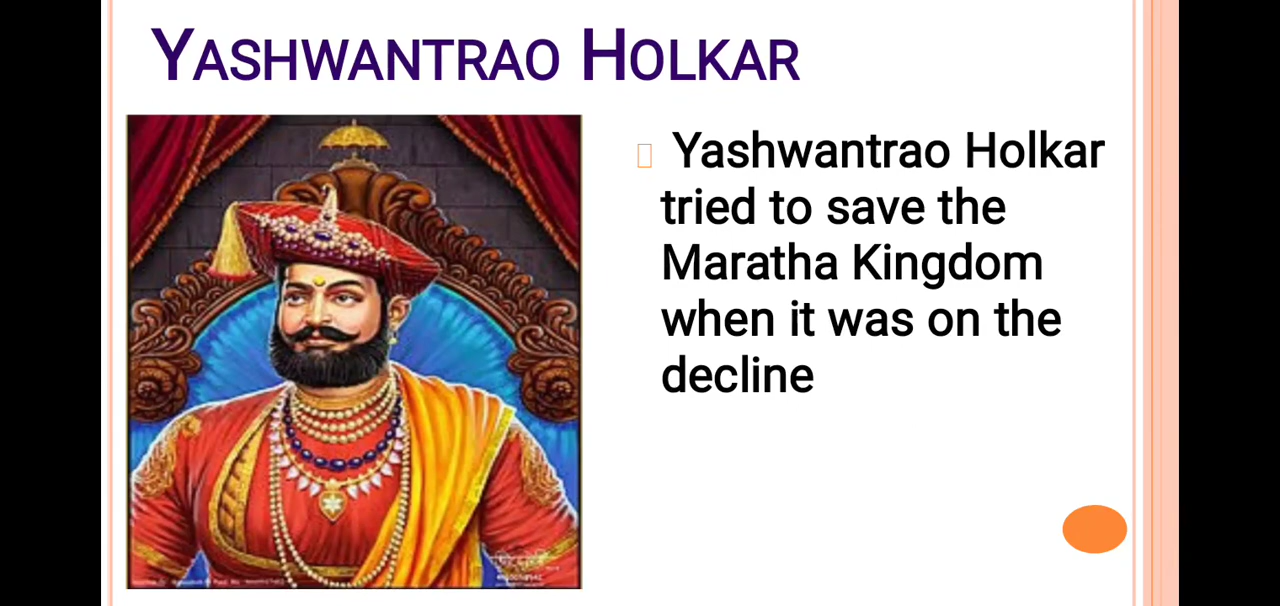 YASHWANTRAO HOLKAR
Yashwantrao Holkar
tried to save the
Maratha Kingdom
when it was on the
decline